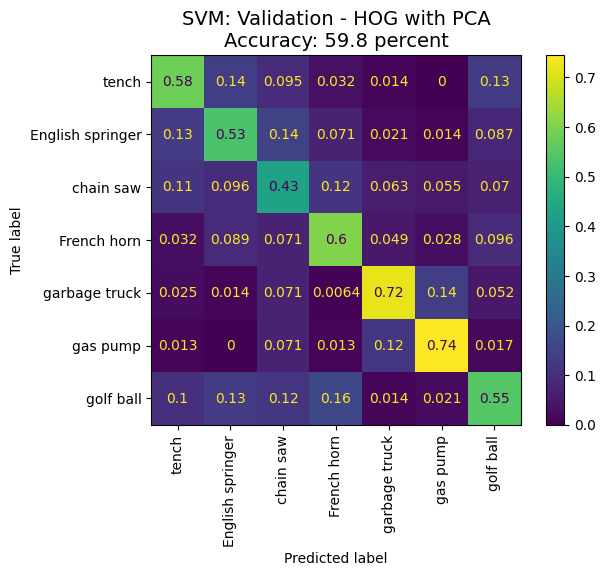 SVM: Validation - HOG with PCA
Accuracy: 59.8 percent
tench 0.58 0.14 0.095 0.032 0.014 0 0.13
English springer 0.13 0.53 0.14 0.071 0.021 0.014 0.087
chain saw 0.11 0.096 0.43 0.12 0.063 0.055 0.07
French horn 0.032 0.089 0.071 0.6 0.049 0.028 0.096
garbage truck 0.025 0.014 0.071 0.0064 0.72 0.14 0.052
gas pump 0.013 0 0.071 0.013 0.12 0.74 0.017
golf ball 0.1 0.13 0.12 0.16 0.014 0.021 0.55
True label
tench English springer chain saw French horn garbage truck gas pump golf ball
Predicted label
0.7
0.6
0.5
0.4
0.3
0.2
0.1
0.0